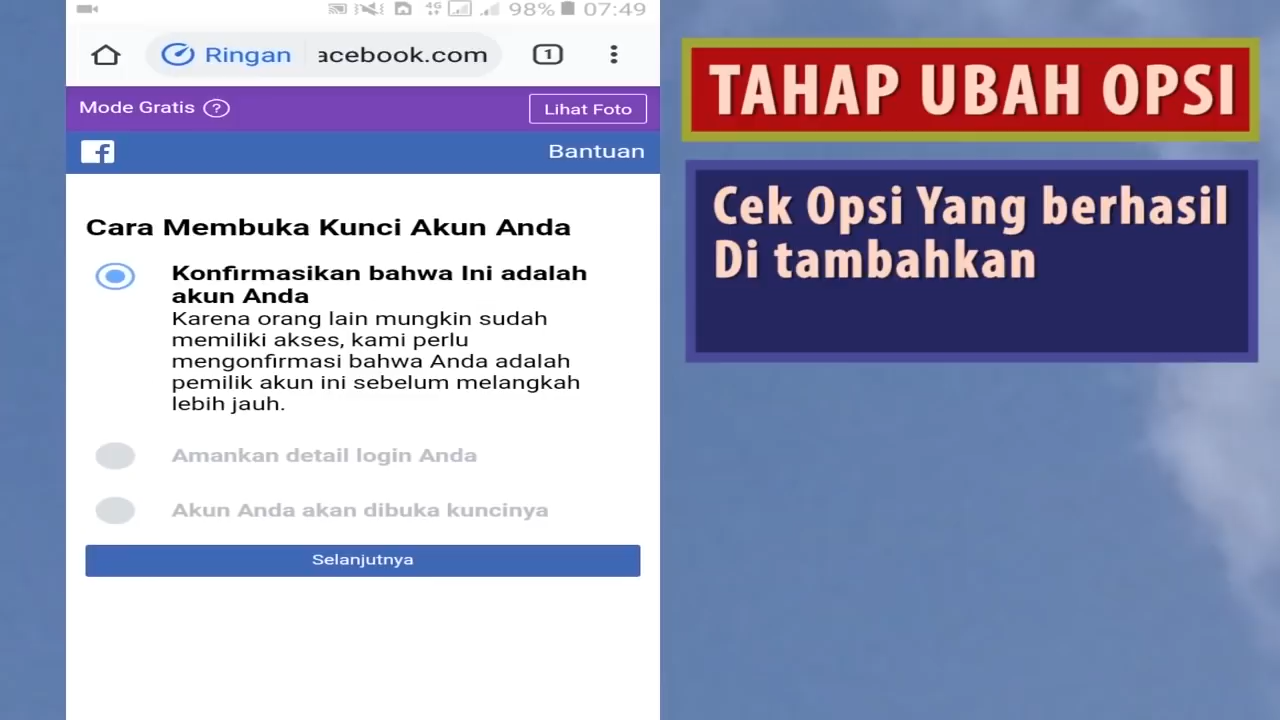 4G 98% 07:49
Ringan acebook.com 1
Mode Gratis ? Lihat Foto
f Bantuan
Cara Membuka Kunci Akun Anda
Konfirmasikan bahwa Ini adalah
akun Anda
Karena orang lain mungkin sudah
memiliki akses, kami perlu
mengonfirmasi bahwa Anda adalah
pemilik akun ini sebelum melangkah
lebih jauh.
Amankan detail login Anda
Akun Anda akan dibuka kuncinya
Selanjutnya
TAHAP UBAH OPSI
Cek Opsi Yang berhasil
Di tambahkan